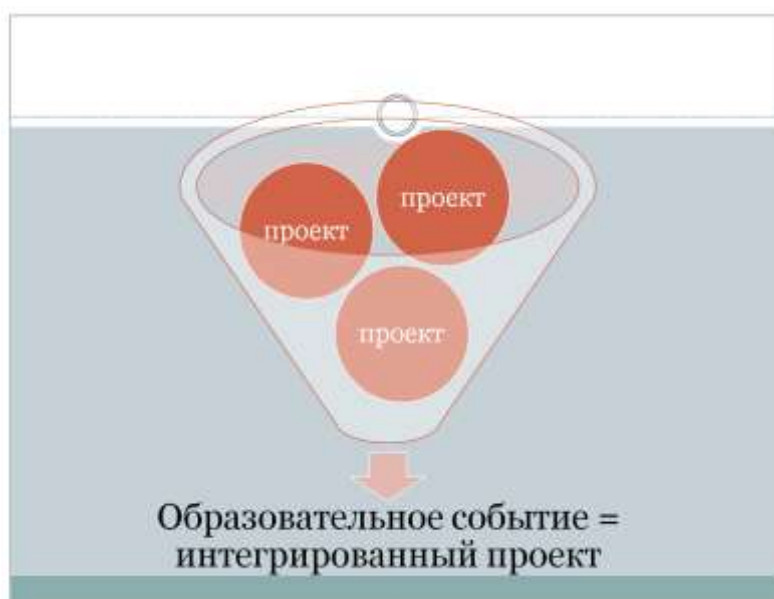 проект
проект
проект
Образовательное событие =
интегрированный проект